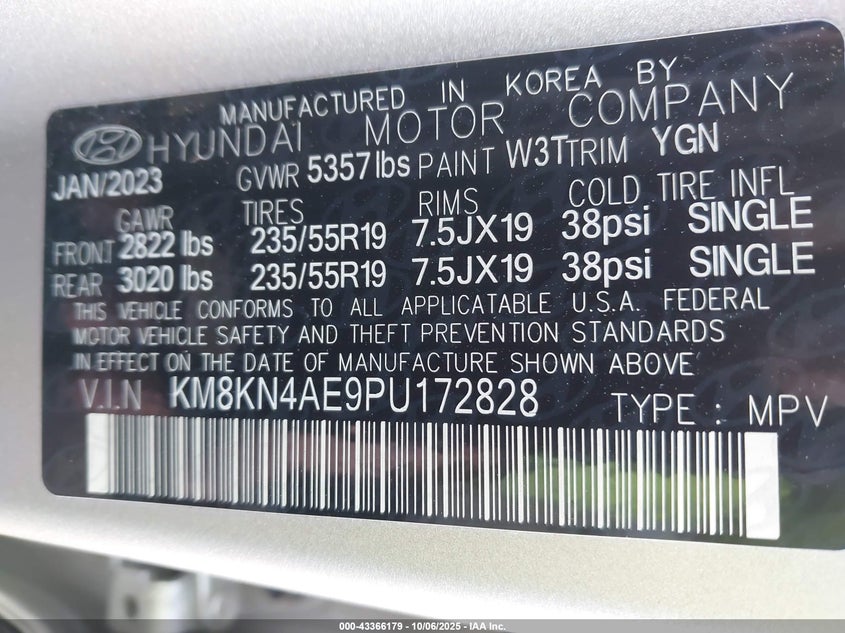 MANUFACTURED IN KOREA BY
HYUNDAI MOTOR COMPANY
JAN/2023 GVWR 5357lbs PAINT W3T TRIM YGN
GAWR TIRES RIMS COLD TIRE INFL
FRONT 2822 lbs 235/55R19 7.5JX19 38psi SINGLE
REAR 3020 lbs 235/55R19 7.5JX19 38psi SINGLE
THIS VEHICLE CONFORMS TO ALL APPLICATABLE U.S.A. FEDERAL
MOTOR VEHICLE SAFETY AND THEFT PREVENTION STANDARDS
IN EFFECT ON THE DATE OF MANUFACTURE SHOWN ABOVE
V.I.N KM8KN4AE9PU172828 TYPE : MPV
000-43366179 - 10/06/2025 - IAA Inc.